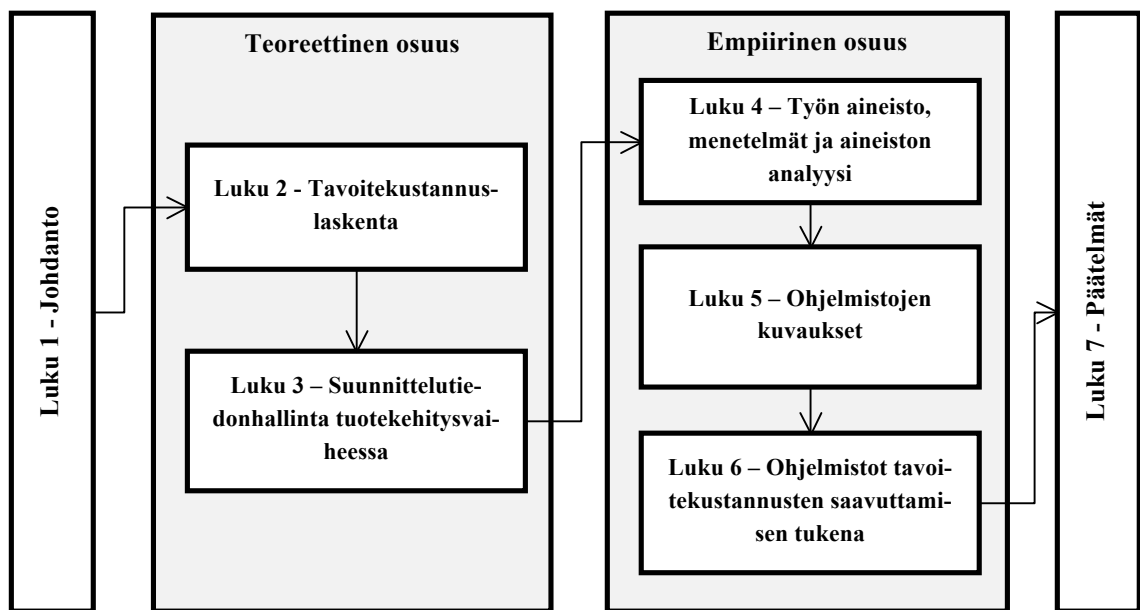 Luku 1 - Johdanto
Teoreettinen osuus
Luku 2 - Tavoitekustannus-
laskenta
Luku 3 – Suunnittelutie-
donhallinta tuotekehitysvai-
heessa
Empiirinen osuus
Luku 4 – Työn aineisto,
menetelmät ja aineiston
analyysi
Luku 5 – Ohjelmistojen
kuvaukset
Luku 6 – Ohjelmistot tavoi-
tekustannusten saavuttami-
sen tukena
Luku 7 - Päätelmät